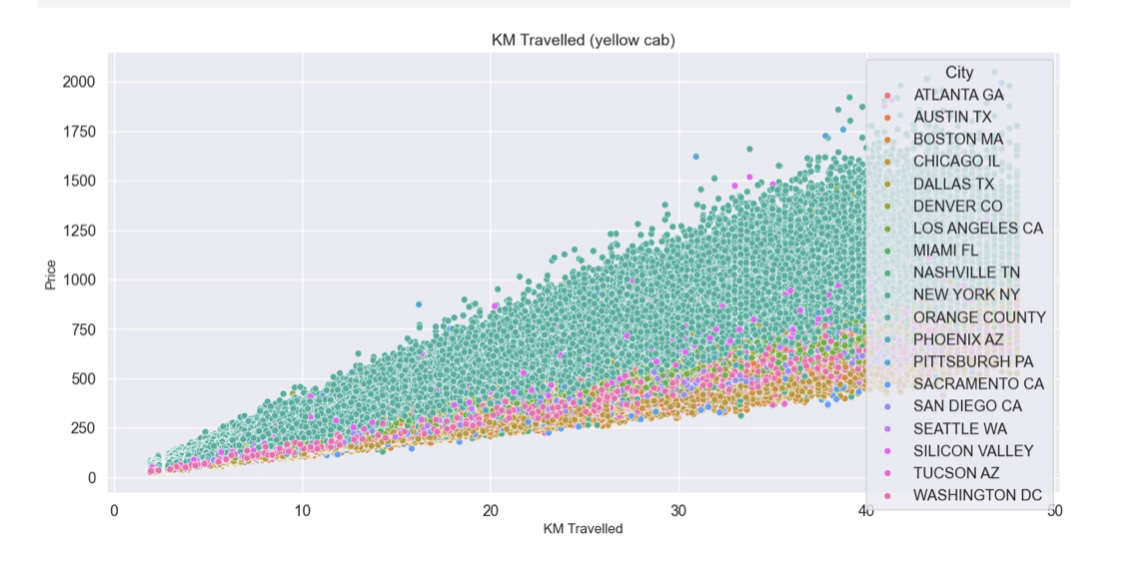 KM Travelled (yellow cab)
Price
2000
1750
1500
1250
1000
750
500
250
0
0 10 20 30 40 50
KM Travelled
City
ATLANTA GA
AUSTIN TX
BOSTON MA
CHICAGO IL
DALLAS TX
DENVER CO
LOS ANGELES CA
MIAMI FL
NASHVILLE TN
NEW YORK NY
ORANGE COUNTY
PHOENIX AZ
PITTSBURGH PA
SACRAMENTO CA
SAN DIEGO CA
SEATTLE WA
SILICON VALLEY
TUCSON AZ
WASHINGTON DC